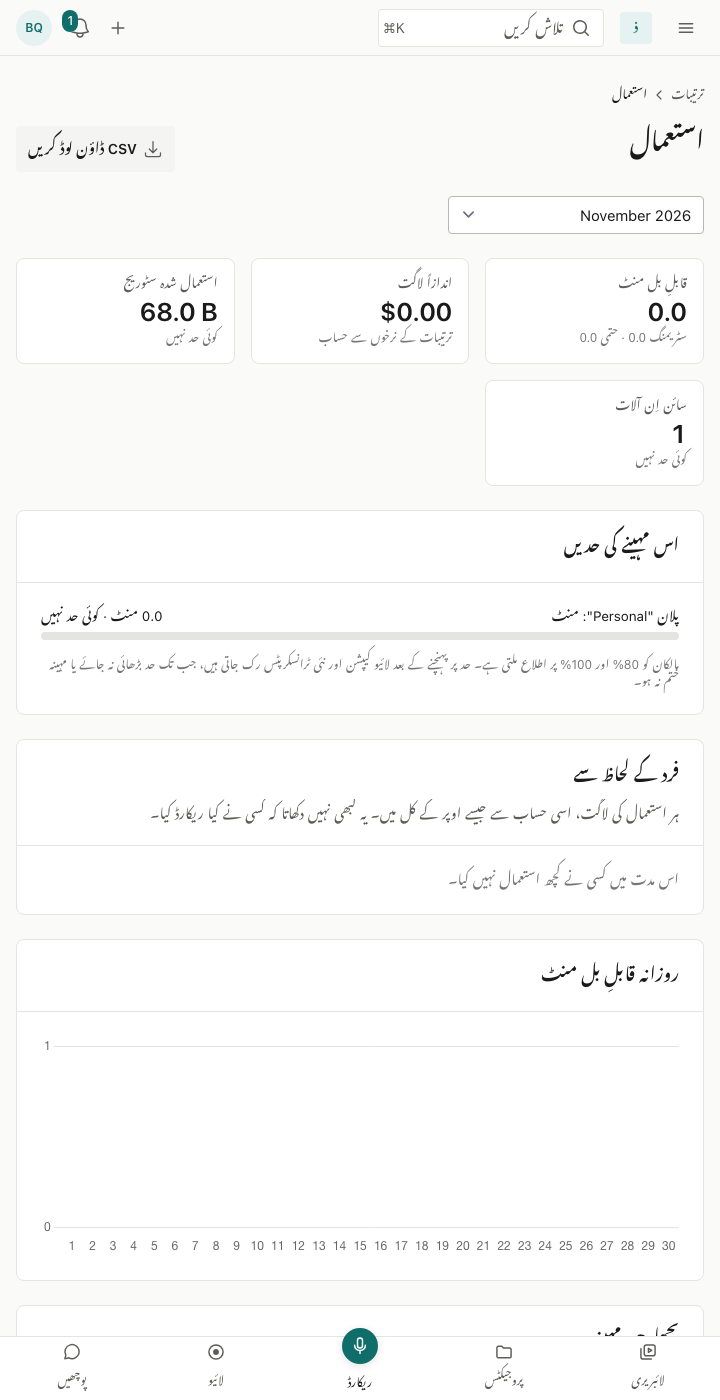 ذ
تلاش کریں
⌘K
1
BQ
ترتیبات
استعمال
استعمال
CSV ڈاؤن لوڈ کریں
November 2026
قابلِ بل منٹ
0.0
سٹریمنگ 0.0 · حتمی 0.0
اندازاً لاگت
$0.00
ترتیبات کے نرخوں سے حساب
استعمال شدہ سٹوریج
68.0 B
کوئی حد نہیں
سائن اِن آلات
1
کوئی حد نہیں
اس مہینے کی حدیں
پلان "Personal": منٹ
0.0 منٹ · کوئی حد نہیں
مالکان کو 80% اور 100% پر اطلاع ملتی ہے۔ حد پر پہنچنے کے بعد لائیو کیپشن اور نئی ٹرانسکرپٹس رک جاتی ہیں، جب تک حد بڑھائی نہ جائے یا مہینہ
ختم نہ ہو۔
فرد کے لحاظ سے
ہر استعمال کی لاگت، اسی حساب سے جیسے اوپر کے کل میں۔ یہ کبھی نہیں دکھاتا کہ کسی نے کیا ریکارڈ کیا۔
اس مدت میں کسی نے کچھ استعمال نہیں کیا۔
روزانہ قابلِ بل منٹ
1
0
1 2 3 4 5 6 7 8 9 10 11 12 13 14 15 16 17 18 19 20 21 22 23 24 25 26 27 28 29 30
لائبریری
پروجیکٹس
ریکارڈ
لائیو
پوچھیں